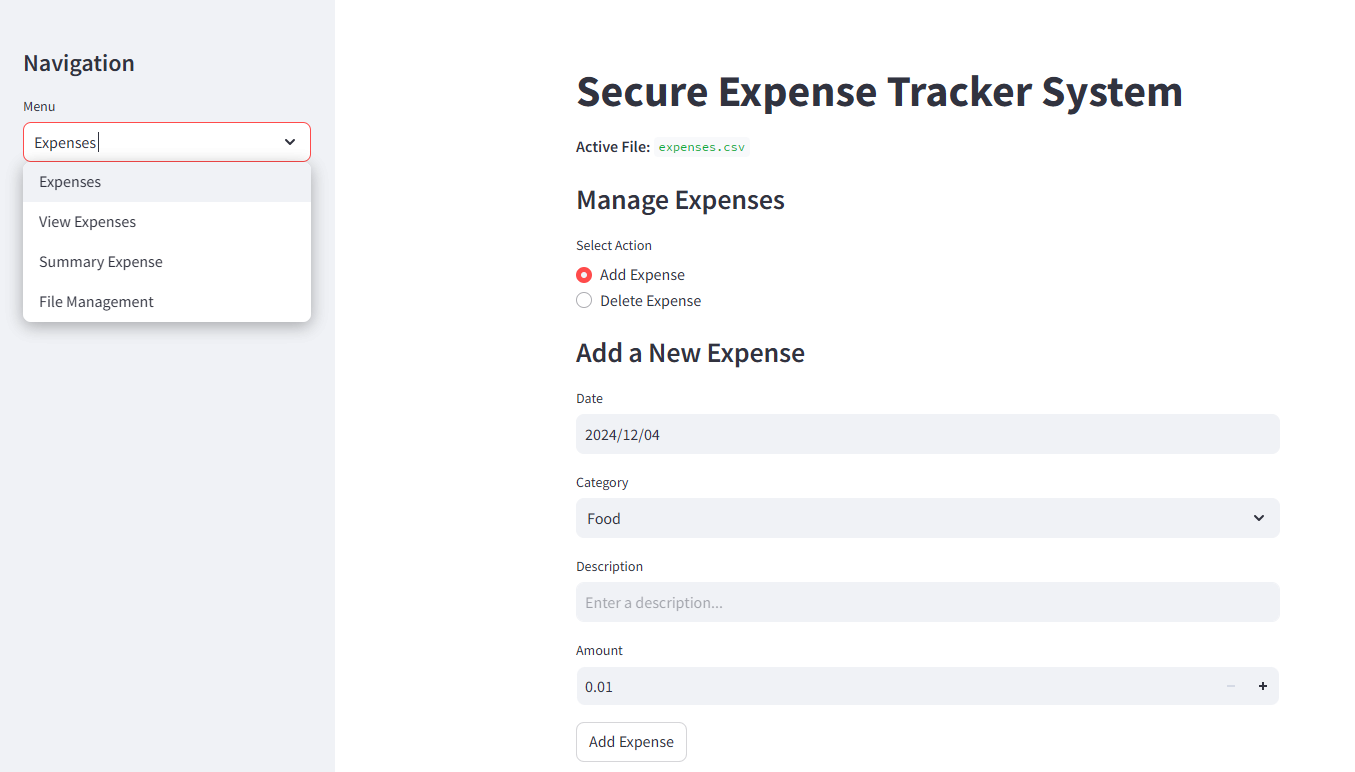 Navigation
Menu
Expenses
Expenses
View Expenses
Summary Expense
File Management
Secure Expense Tracker System
Active File: expenses.csv
Manage Expenses
Select Action
Add Expense
Delete Expense
Add a New Expense
Date
2024/12/04
Category
Food
Description
Enter a description...
Amount
0.01
Add Expense